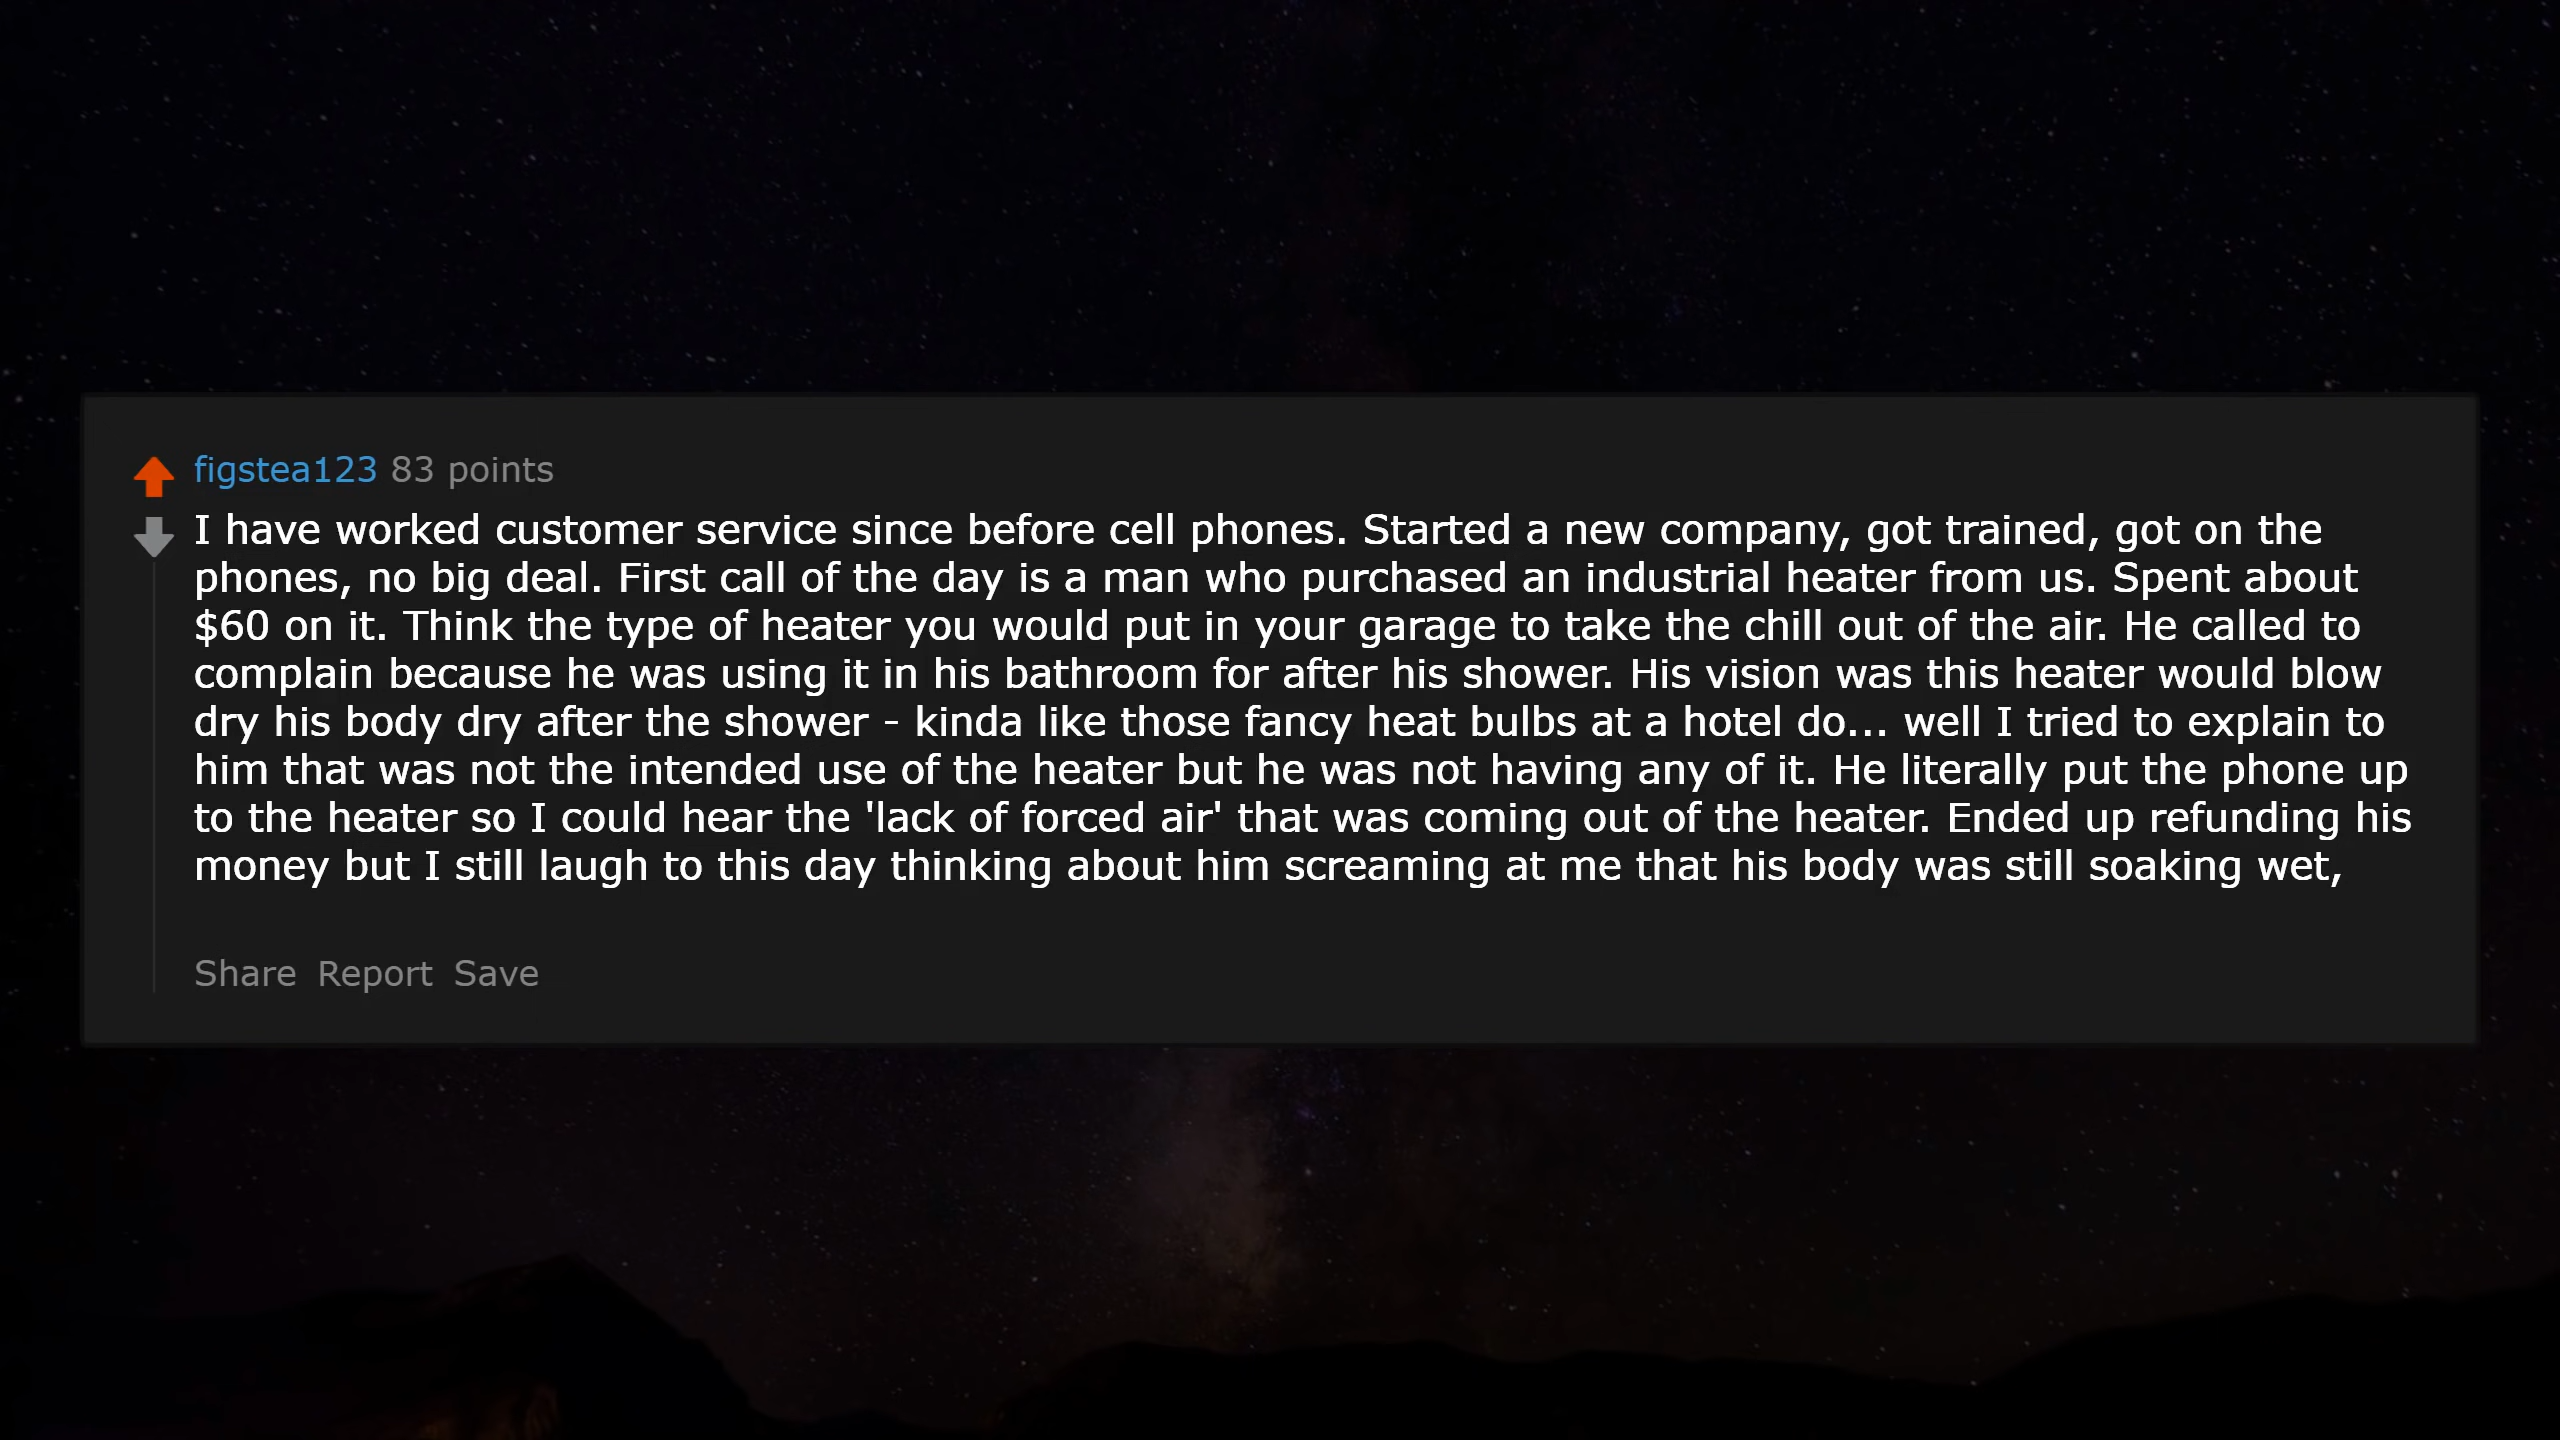 figstea123 83 points
I have worked customer service since before cell phones. Started a new company, got trained, got on the
phones, no big deal. First call of the day is a man who purchased an industrial heater from us. Spent about
$60 on it. Think the type of heater you would put in your garage to take the chill out of the air. He called to
complain because he was using it in his bathroom for after his shower. His vision was this heater would blow
dry his body dry after the shower - kinda like those fancy heat bulbs at a hotel do... well I tried to explain to
him that was not the intended use of the heater but he was not having any of it. He literally put the phone up
to the heater so I could hear the 'lack of forced air' that was coming out of the heater. Ended up refunding his
money but I still laugh to this day thinking about him screaming at me that his body was still soaking wet,
Share Report Save